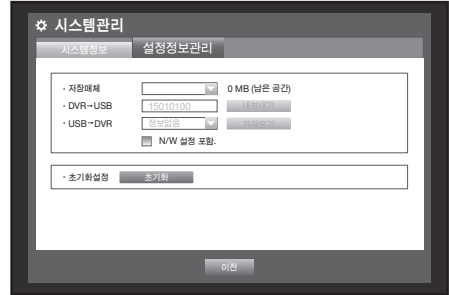 시스템관리
시스템정보 설정정보관리
· 저장매체 0 MB (남은 공간)
· DVR→USB 15010100 내보내기
· USB→DVR 정보없음 가져오기
N/W 설정 포함.
· 초기화설정 초기화
이전